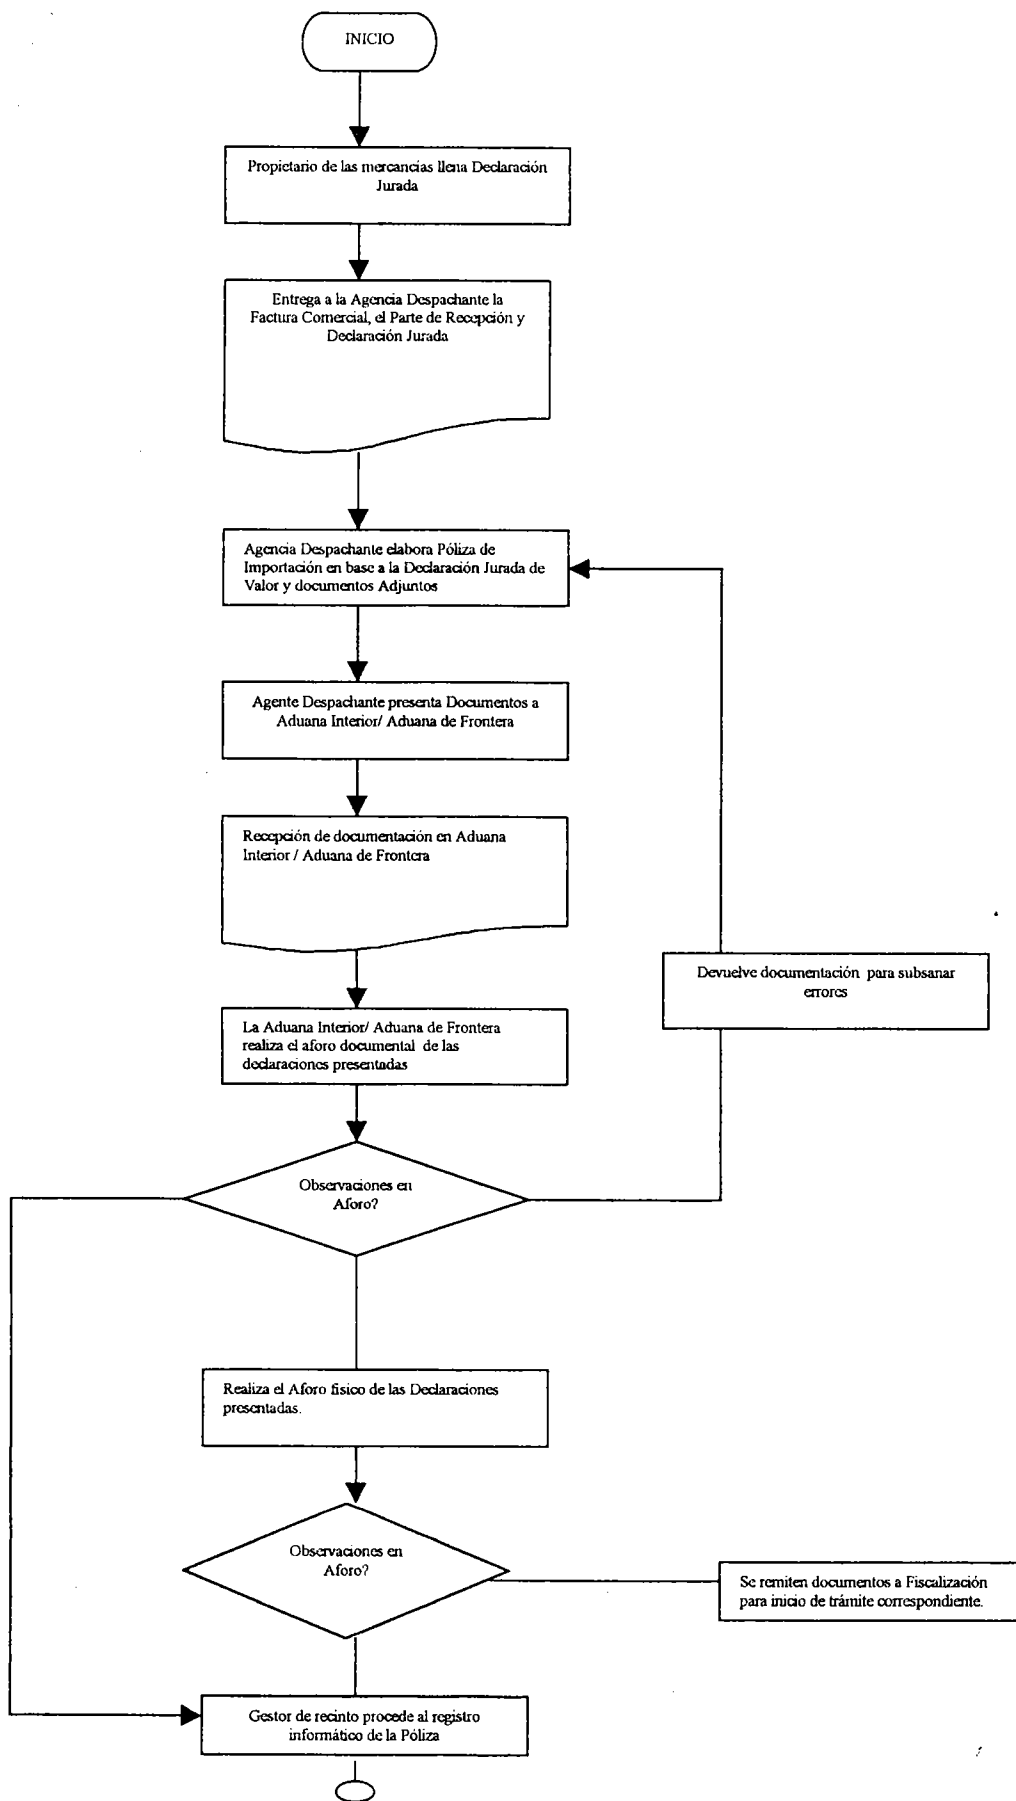 INICIO
Propietario de las mercancías llena Declaración
Jurada
Entrega a la Agencia Despachante la
Factura Comercial, el Parte de Recepción y
Declaración Jurada
Agencia Despachante elabora Póliza de
Importación en base a la Declaración Jurada de
Valor y documentos Adjuntos
Agente Despachante presenta Documentos a
Aduana Interior/ Aduana de Frontera
Recepción de documentación en Aduana
Interior / Aduana de Frontera
Devuelve documentación para subsanar
errores
La Aduana Interior/ Aduana de Frontera
realiza el aforo documental de las
declaraciones presentadas
Observaciones en
Aforo?
Realiza el Aforo físico de las Declaraciones
presentadas.
Observaciones en
Aforo?
Se remiten documentos a Fiscalización
para inicio de trámite correspondiente.
Gestor de recinto procede al registro
informático de la Póliza